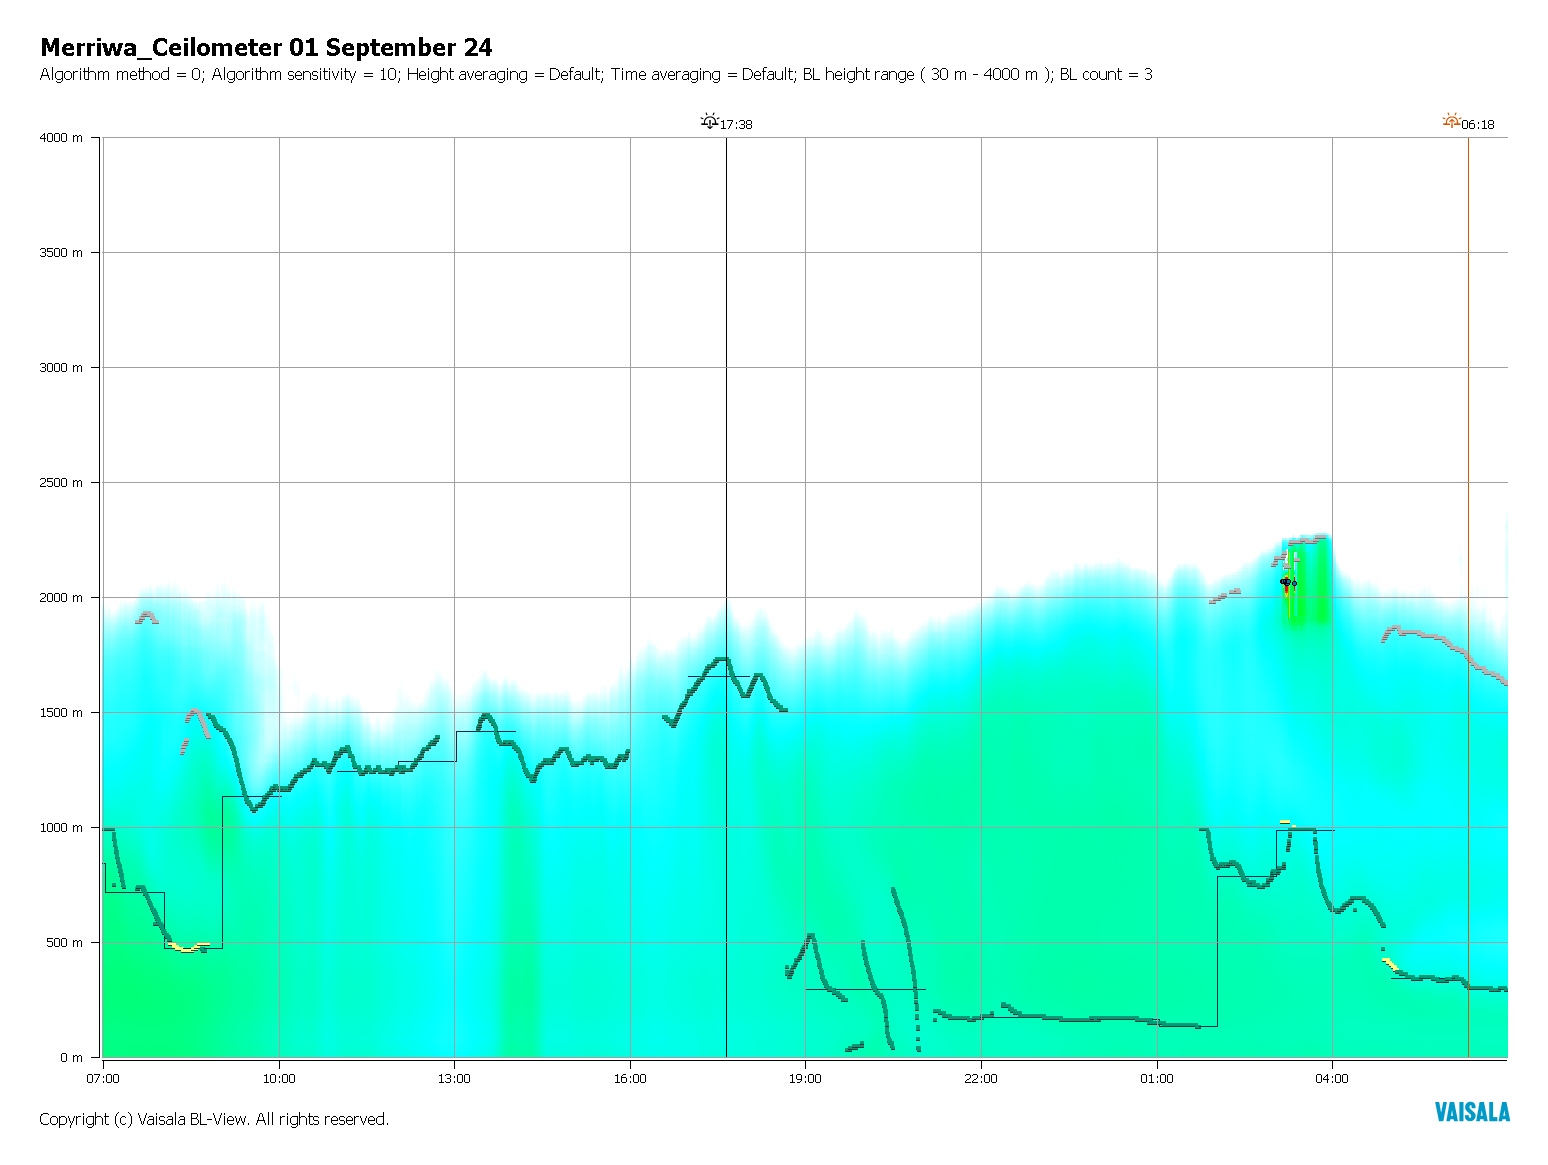 Merriwa_Ceilometer 01 September 24
Algorithm method = 0; Algorithm sensitivity = 10; Height averaging = Default; Time averaging = Default; BL height range ( 30 m - 4000 m ); BL count = 3
17:38
06:18
4000 m
3500 m
3000 m
2500 m
2000 m
1500 m
1000 m
500 m
0 m
07:00 10:00 13:00 16:00 19:00 22:00 01:00 04:00
Copyright (c) Vaisala BL-View. All rights reserved.
VAISALA